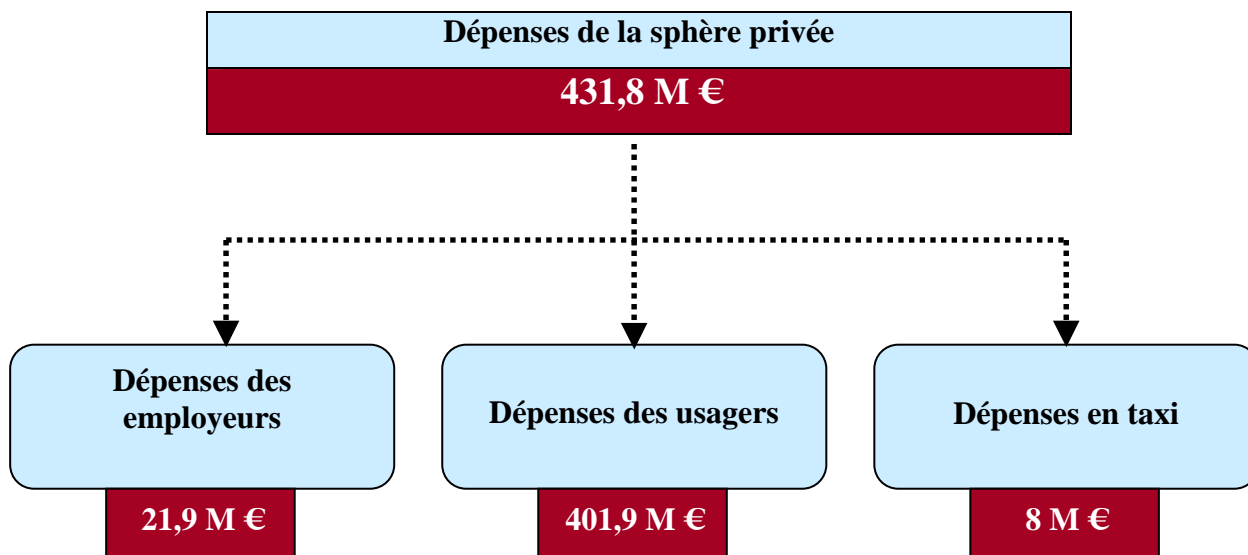 Dépenses de la sphère privée
431,8 M €
Dépenses des
employeurs
Dépenses des usagers
Dépenses en taxi
21,9 M €
401,9 M €
8 M €